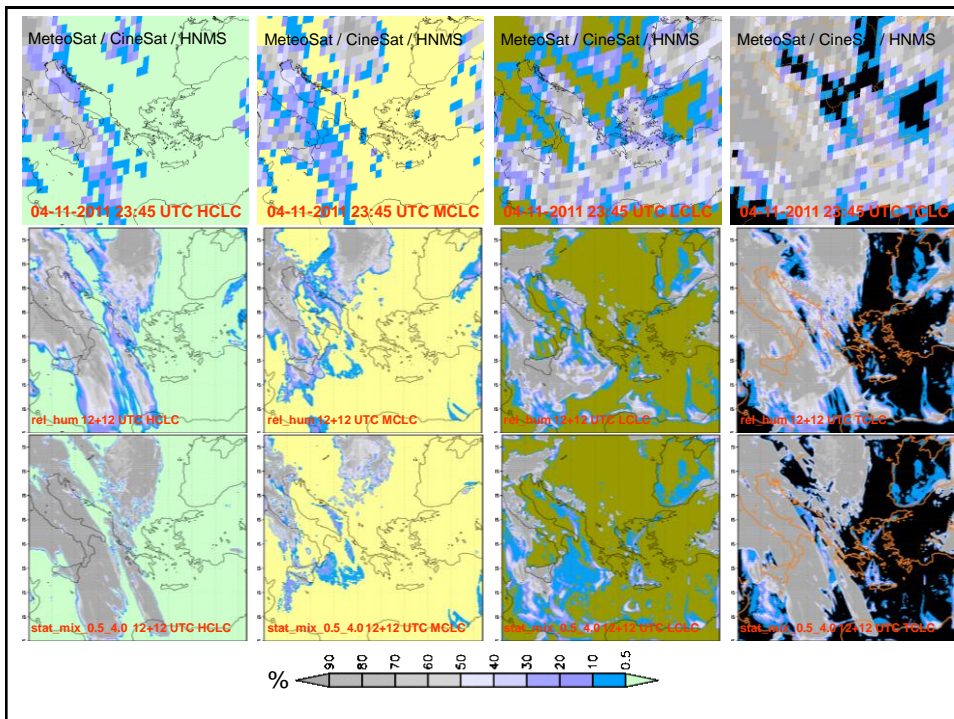 MeteoSat / CineSat / HNMS
MeteoSat / CineSat / HNMS
MeteoSat / CineSat / HNMS
MeteoSat / CineSat / HNMS
04-11-2011 23:45 UTC HCLC
04-11-2011 23:45 UTC MCLC
04-11-2011 23:45 UTC LCLC
04-11-2011 23:45 UTC TCLC
rel_hum 12+12 UTC HCLC
rel_hum 12+12 UTC MCLC
rel_hum 12+12 UTC LCLC
rel_hum 12+12 UTC TCLC
stat_mix_0.5_4.0 12+12 UTC HCLC
stat_mix_0.5_4.0 12+12 UTC MCLC
stat_mix_0.5_4.0 12+12 UTC LCLC
stat_mix_0.5_4.0 12+12 UTC TCLC
% 90 80 70 60 50 40 30 20 10 0.5